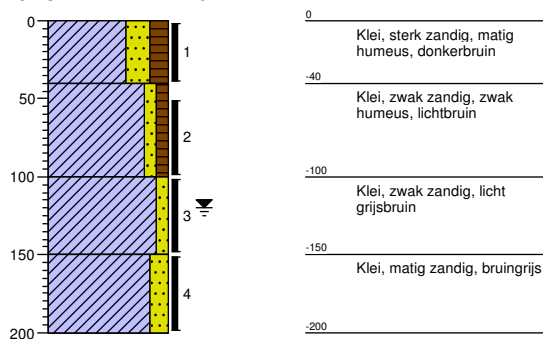 0
50
100
150
200
1
2
3
4
0
Klei, sterk zandig, matig
humeus, donkerbruin
-40
Klei, zwak zandig, zwak
humeus, lichtbruin
-100
Klei, zwak zandig, licht
grijsbruin
-150
Klei, matig zandig, bruingrijs
-200